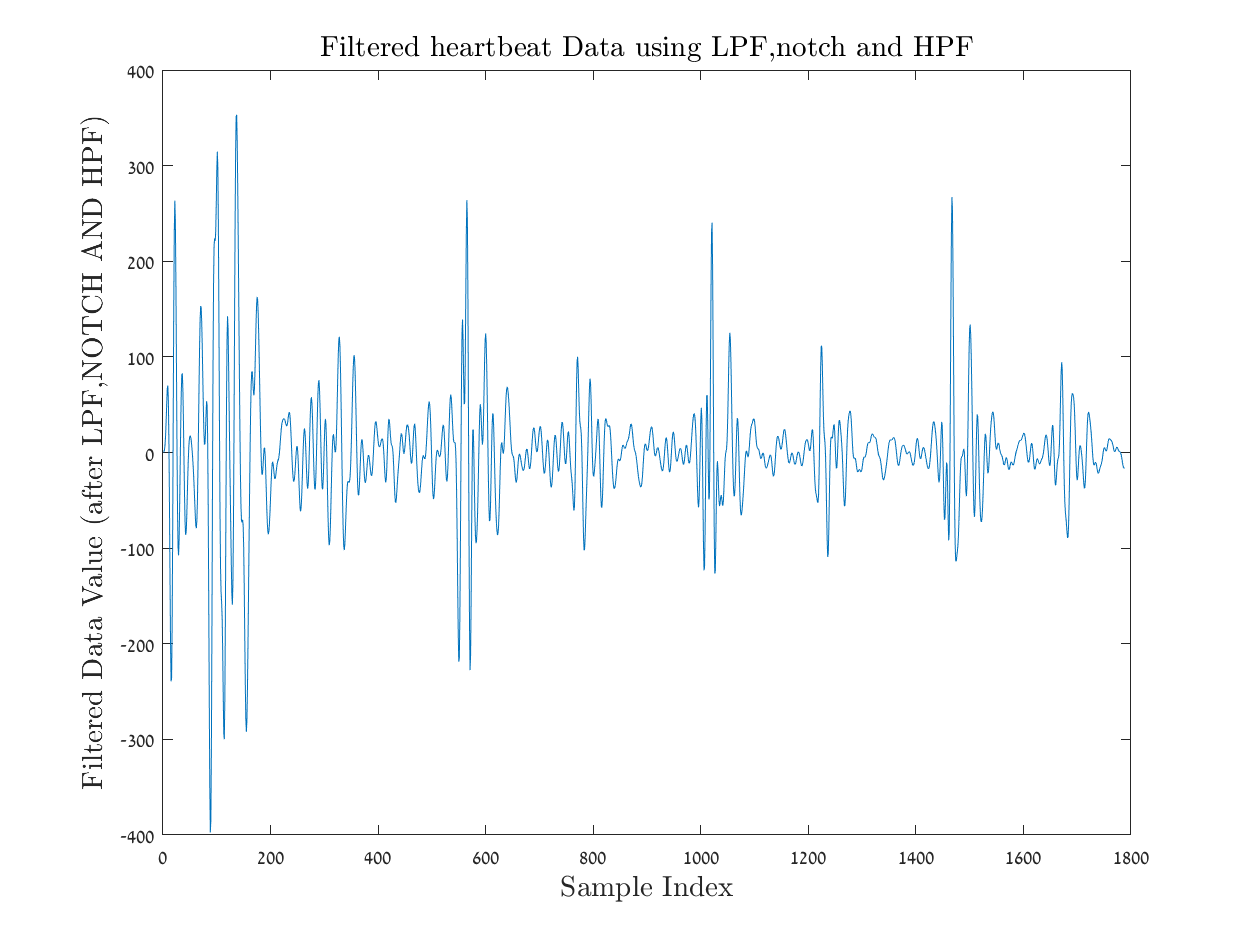 Filtered heartbeat Data using LPF,notch and HPF
Filtered Data Value (after LPF,NOTCH AND HPF)
400
300
200
100
0
-100
-200
-300
-400
0 200 400 600 800 1000 1200 1400 1600 1800
Sample Index